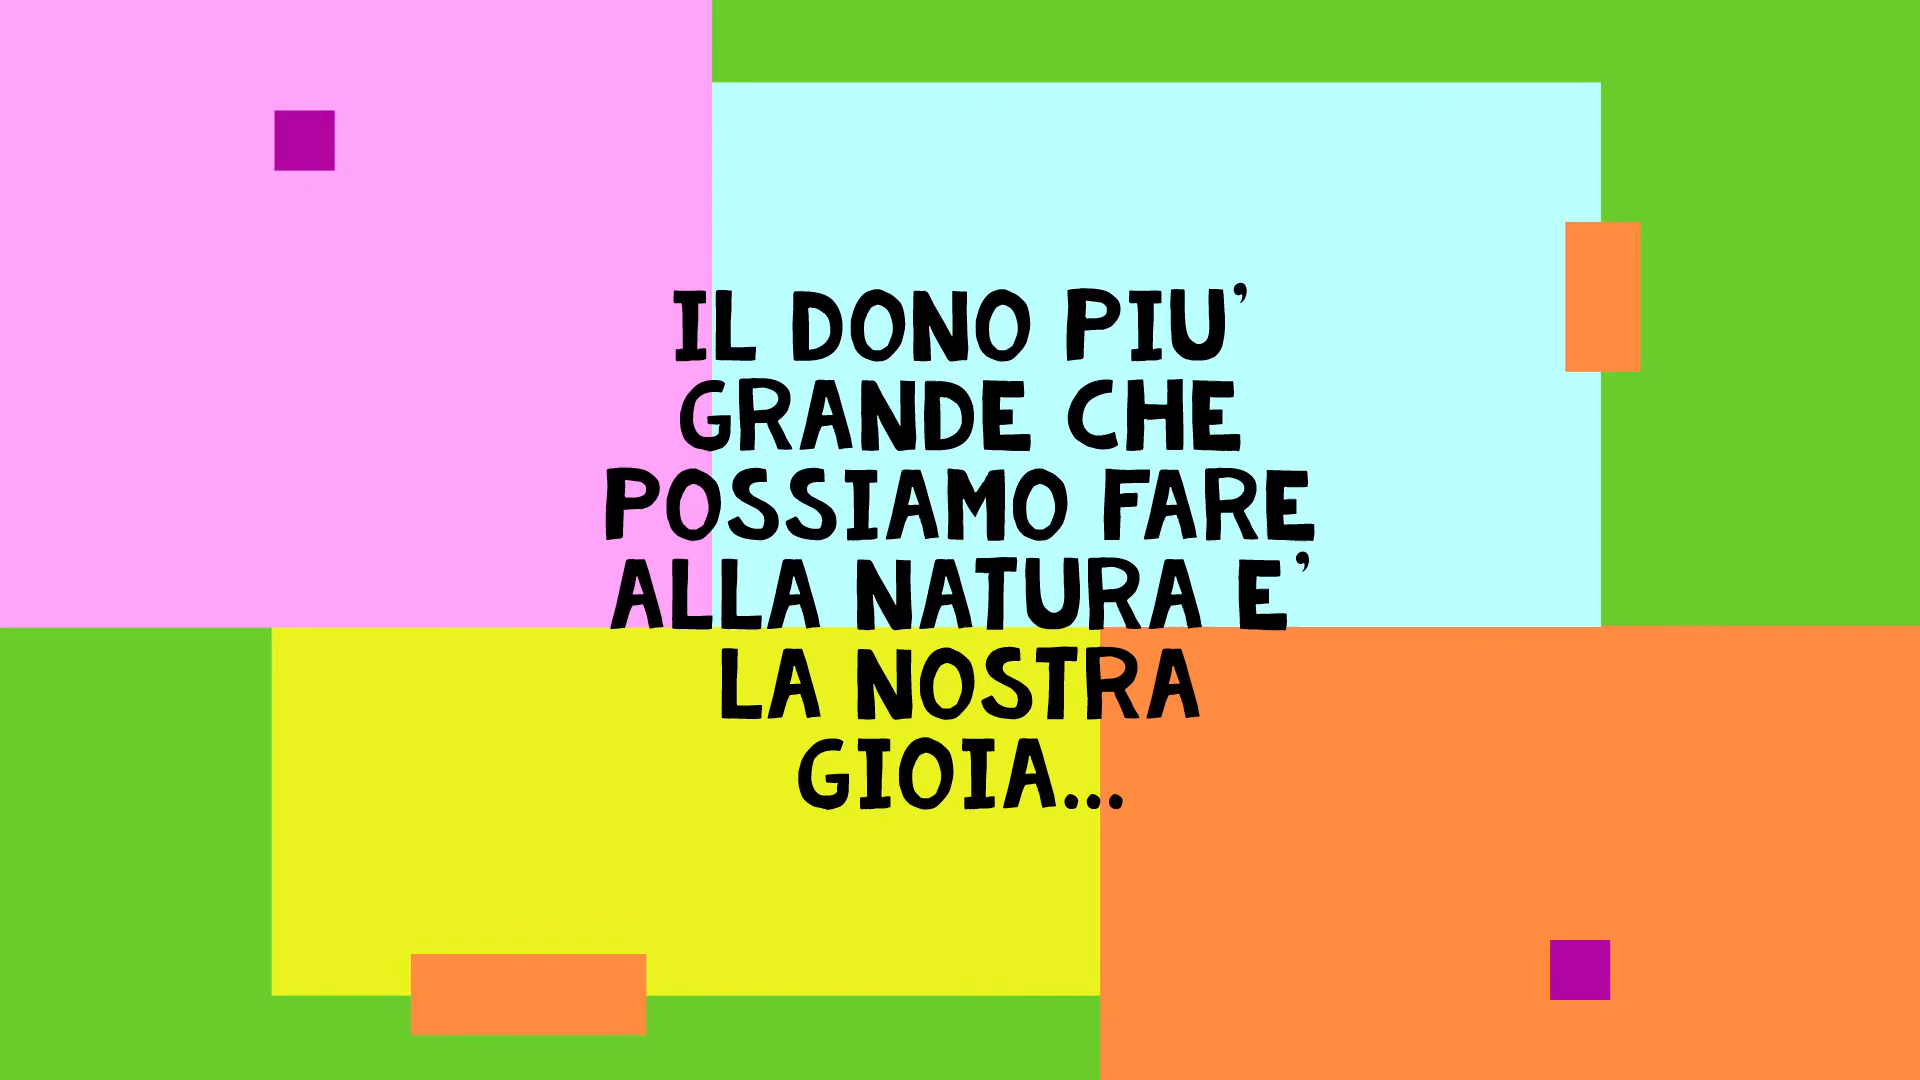 IL DONO PIU'
GRANDE CHE
POSSIAMO FARE
ALLA NATURA E'
LA NOSTRA
GIOIA...